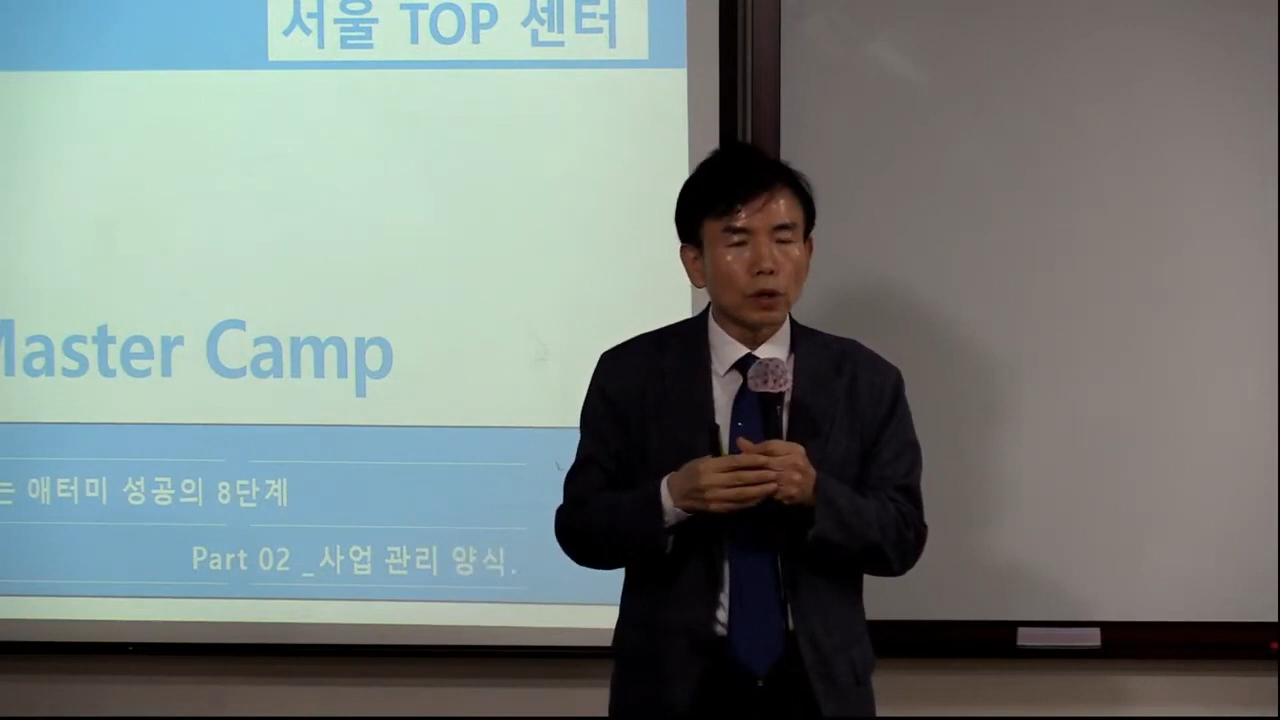 서울 TOP 센터
Master Camp
는 애터미 성공의 8단계
Part 02 _사업 관리 양식.